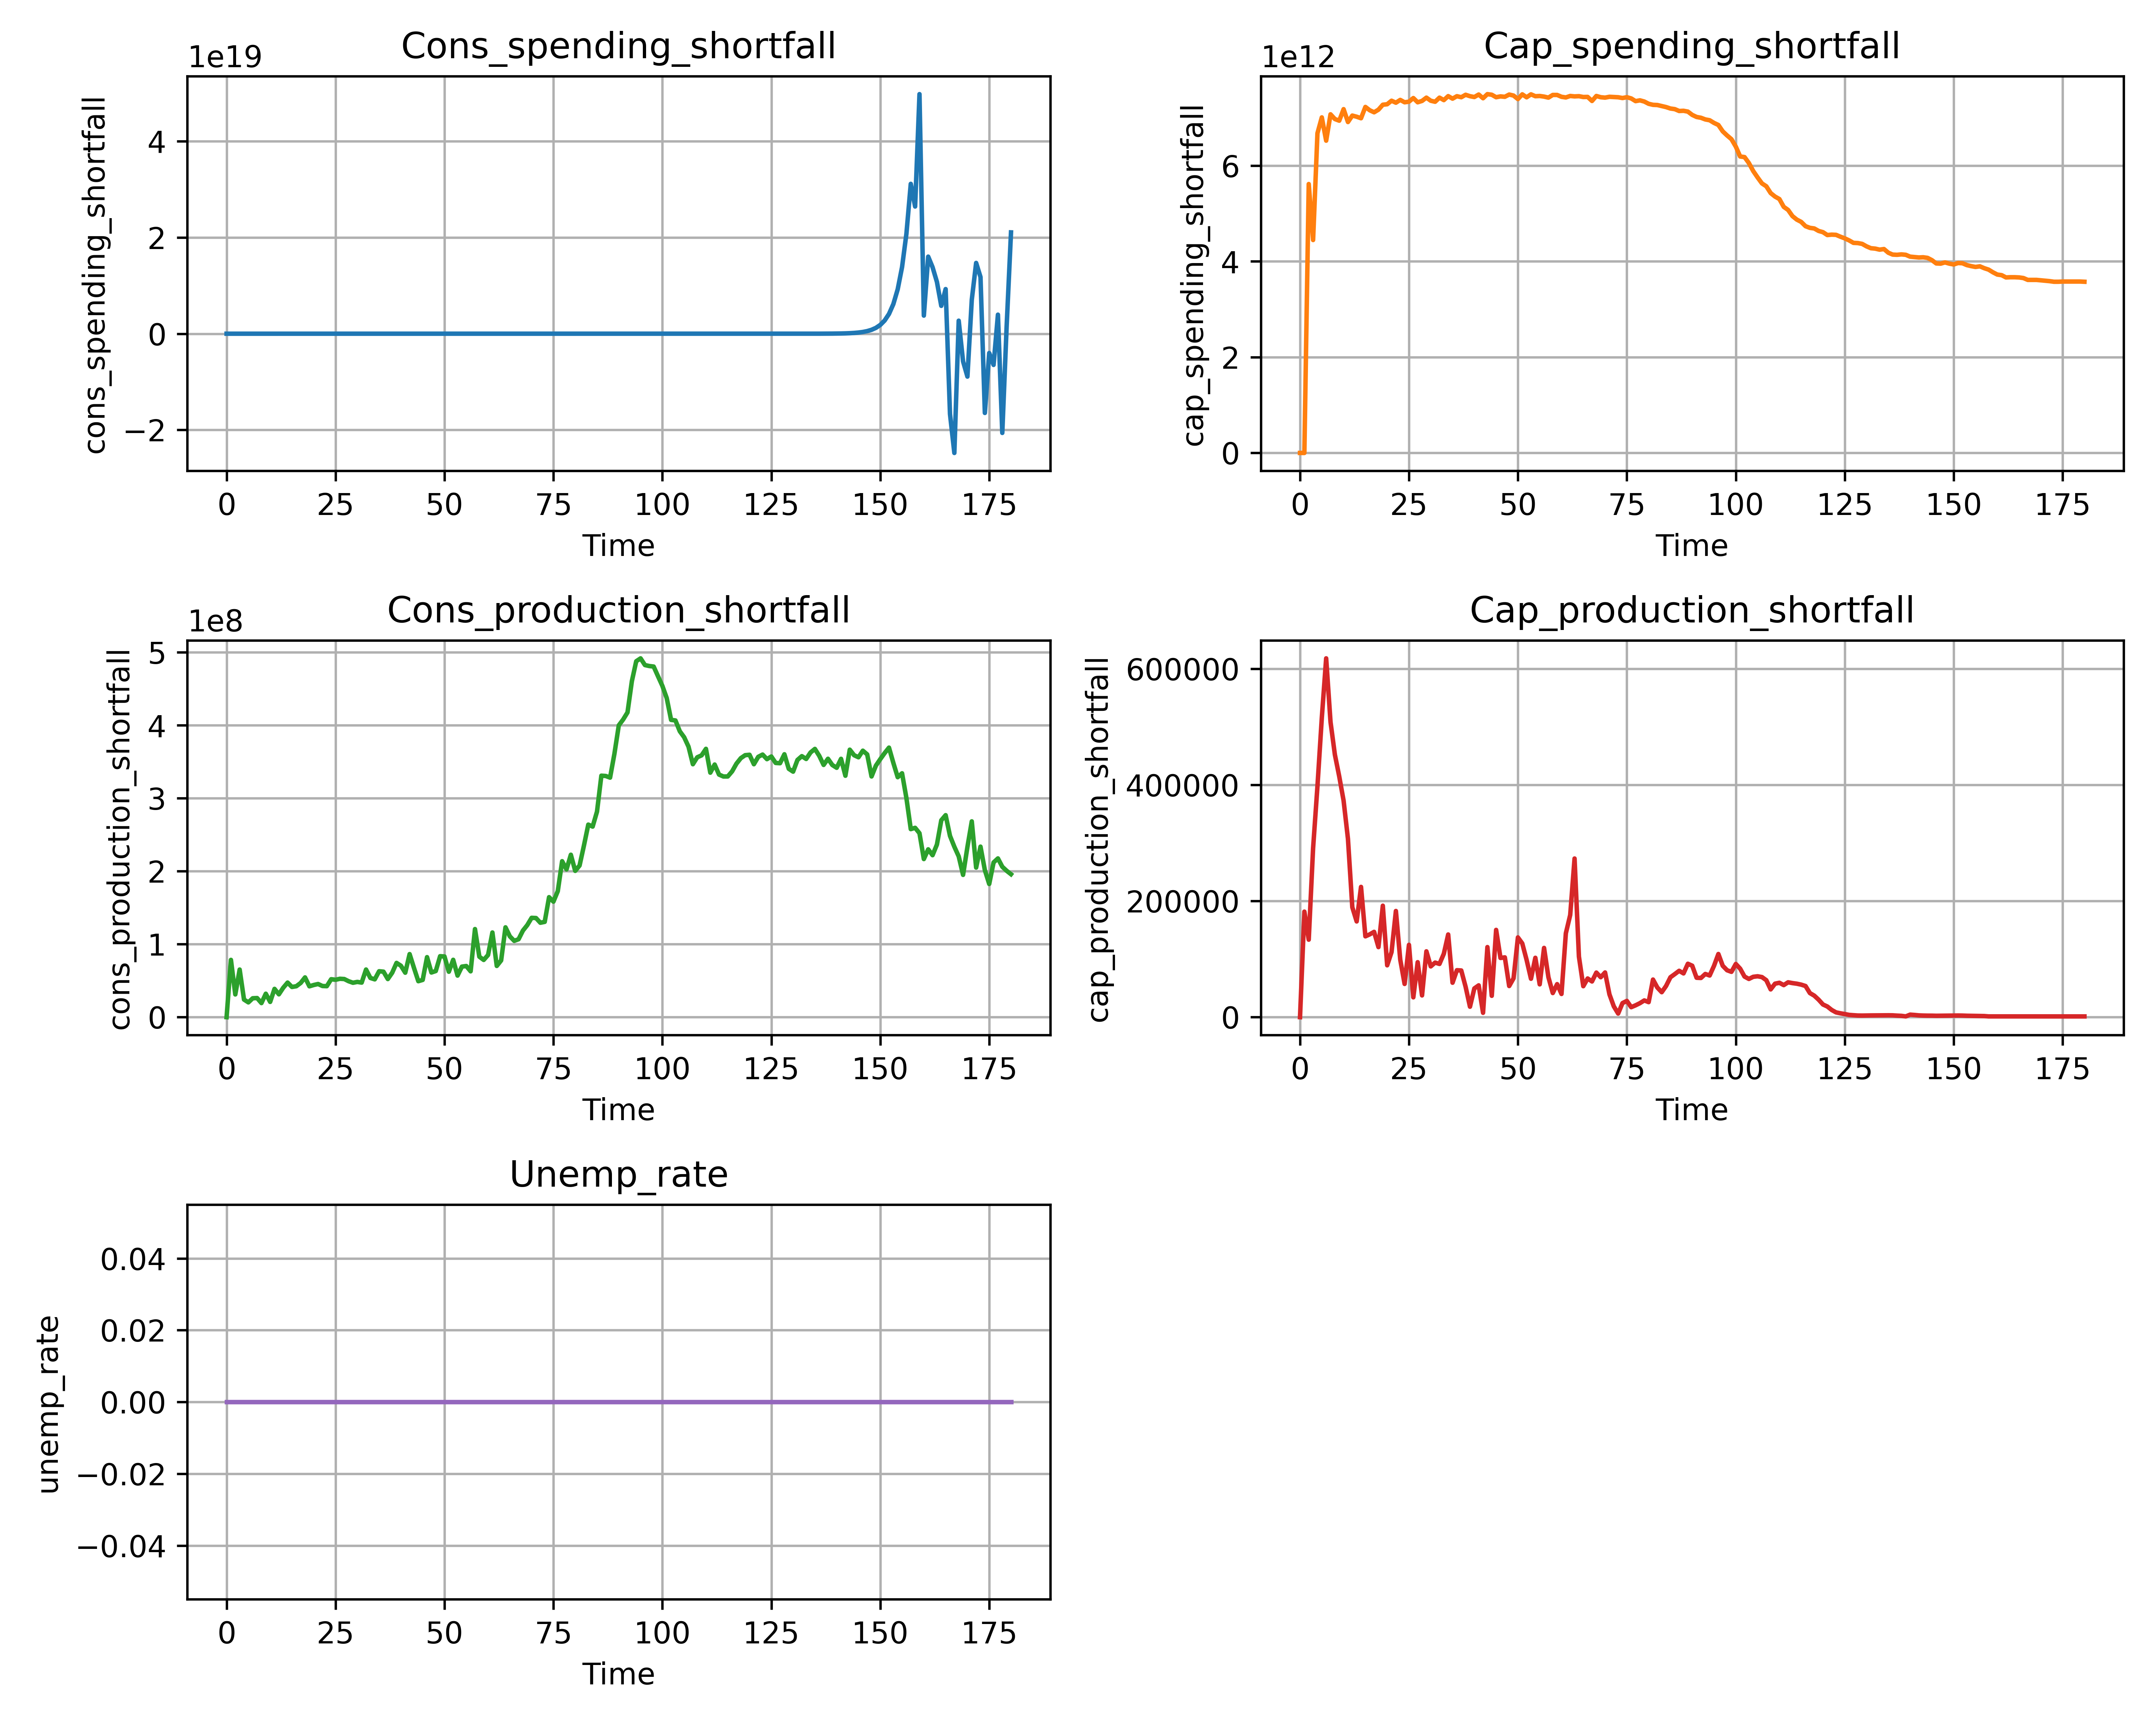 Cons_spending_shortfall
1e19
cons_spending_shortfall
4
2
0
−2
0 25 50 75 100 125 150 175
Time
Cap_spending_shortfall
1e12
cap_spending_shortfall
6
4
2
0
0 25 50 75 100 125 150 175
Time
Cons_production_shortfall
1e8
cons_production_shortfall
5
4
3
2
1
0
0 25 50 75 100 125 150 175
Time
Cap_production_shortfall
cap_production_shortfall
600000
400000
200000
0
0 25 50 75 100 125 150 175
Time
Unemp_rate
unemp_rate
0.04
0.02
0.00
−0.02
−0.04
0 25 50 75 100 125 150 175
Time